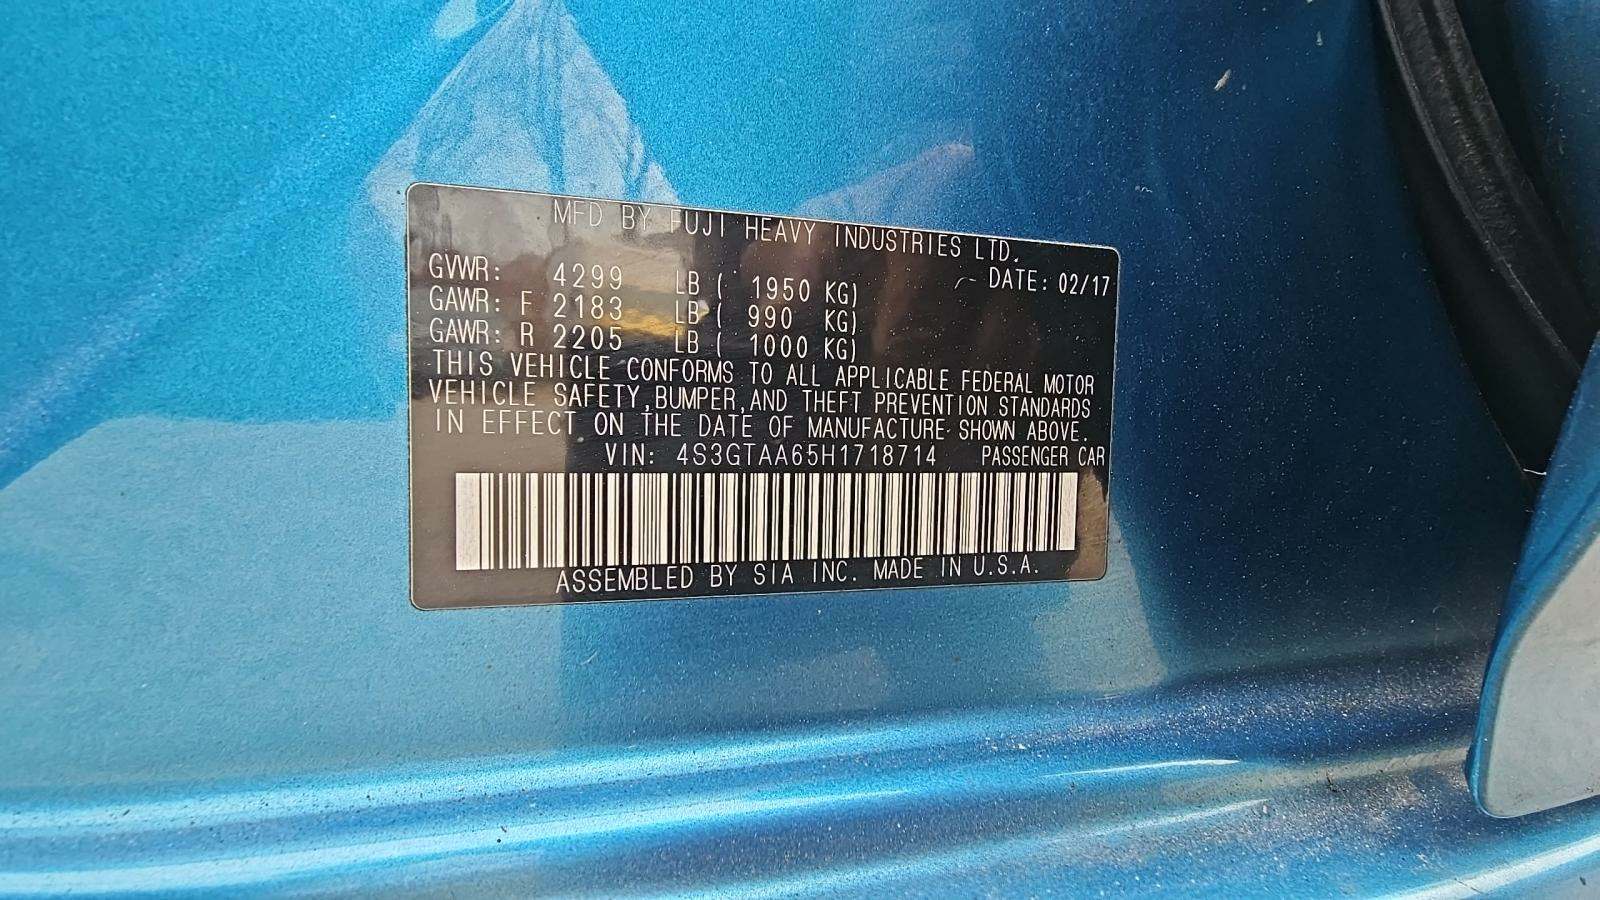 MFD BY FUJI HEAVY INDUSTRIES LTD.
GVWR: 4299 LB ( 1950 KG) DATE: 02/17
GAWR: F 2183 LB ( 990 KG)
GAWR: R 2205 LB ( 1000 KG)
THIS VEHICLE CONFORMS TO ALL APPLICABLE FEDERAL MOTOR
VEHICLE SAFETY, BUMPER, AND THEFT PREVENTION STANDARDS
IN EFFECT ON THE DATE OF MANUFACTURE SHOWN ABOVE.
VIN: 4S3GTAA65H1718714 PASSENGER CAR
ASSEMBLED BY SIA INC. MADE IN U.S.A.